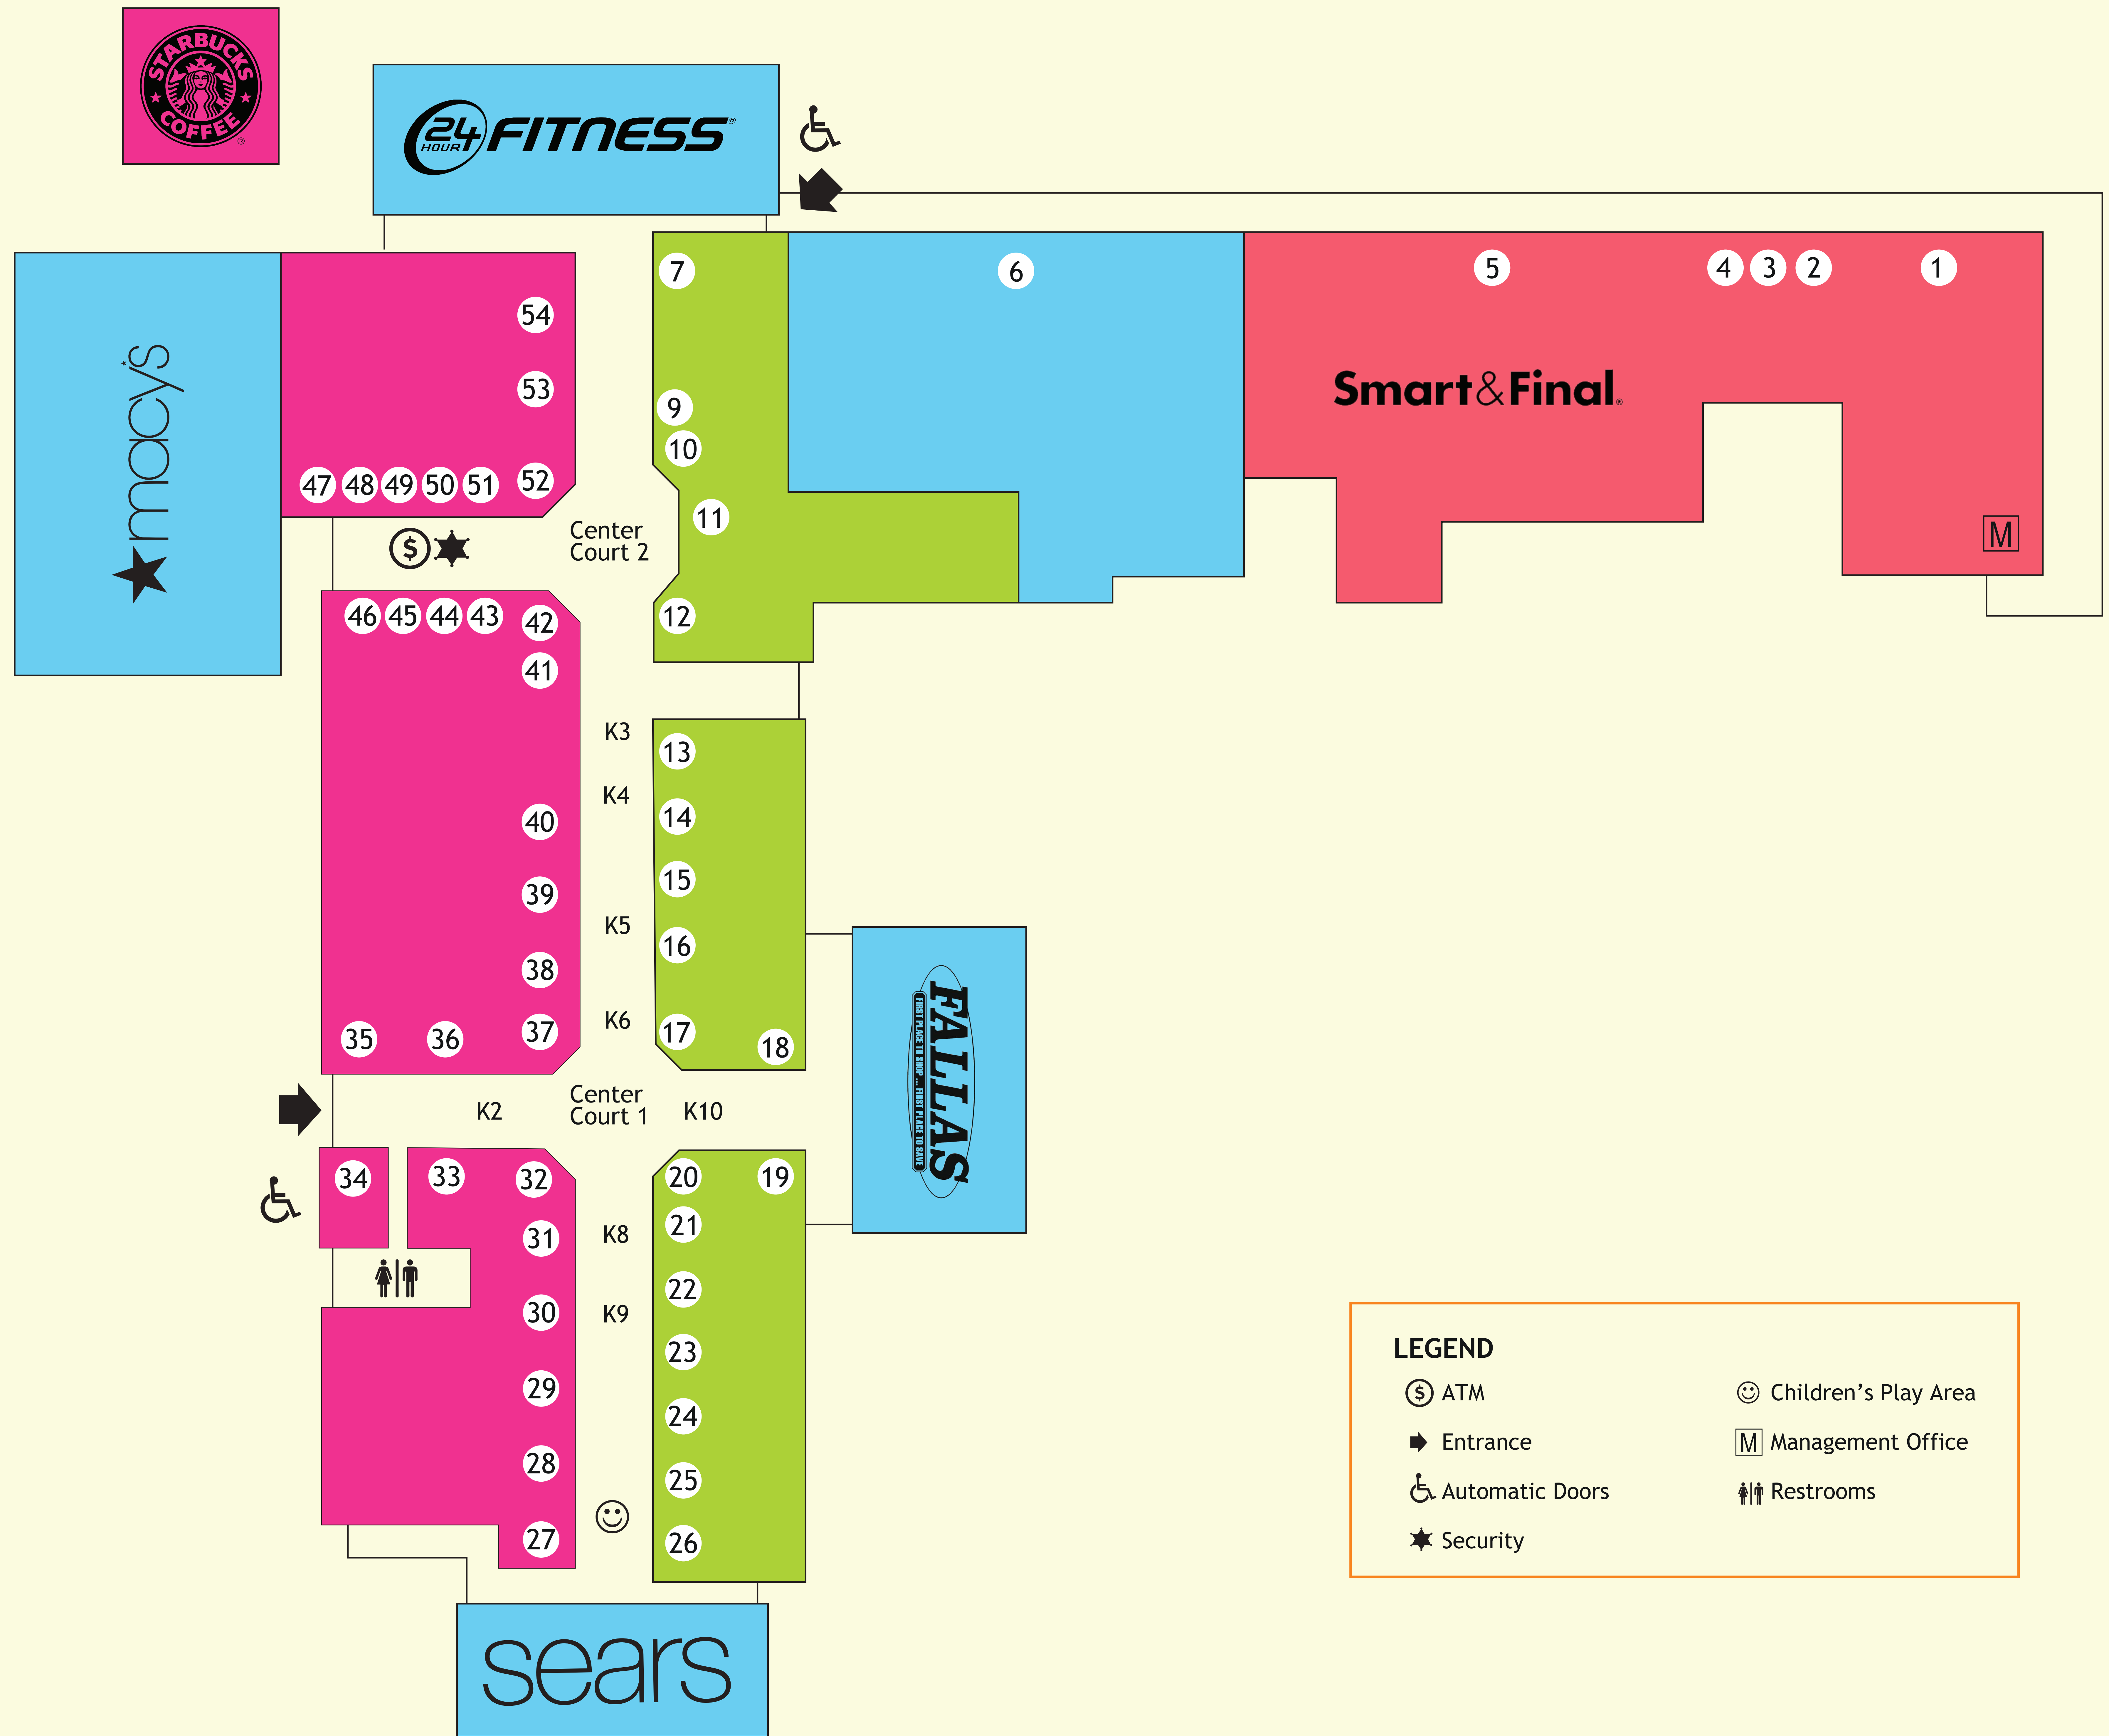 STARBUCKS
COFFEE
®
24
HOUR
FITNESS®
7
6
5
4
3
2
1
54
53
9
10
Smart&Final®
macy's
47
48
49
50
51
52
11
M
Center
Court 2
$
12
46
45
44
43
42
41
K3
13
K4
14
40
15
39
K5
16
38
K6
17
18
35
36
37
FALLAS
FIRST PLACE TO SHOP ... FIRST PLACE TO SAVE
K2
Center
Court 1
K10
34
33
32
20
19
31
K8
21
30
K9
22
29
23
28
24
25
27
26
sears
LEGEND
$ ATM
Entrance
Automatic Doors
Security
Children's Play Area
M Management Office
Restrooms